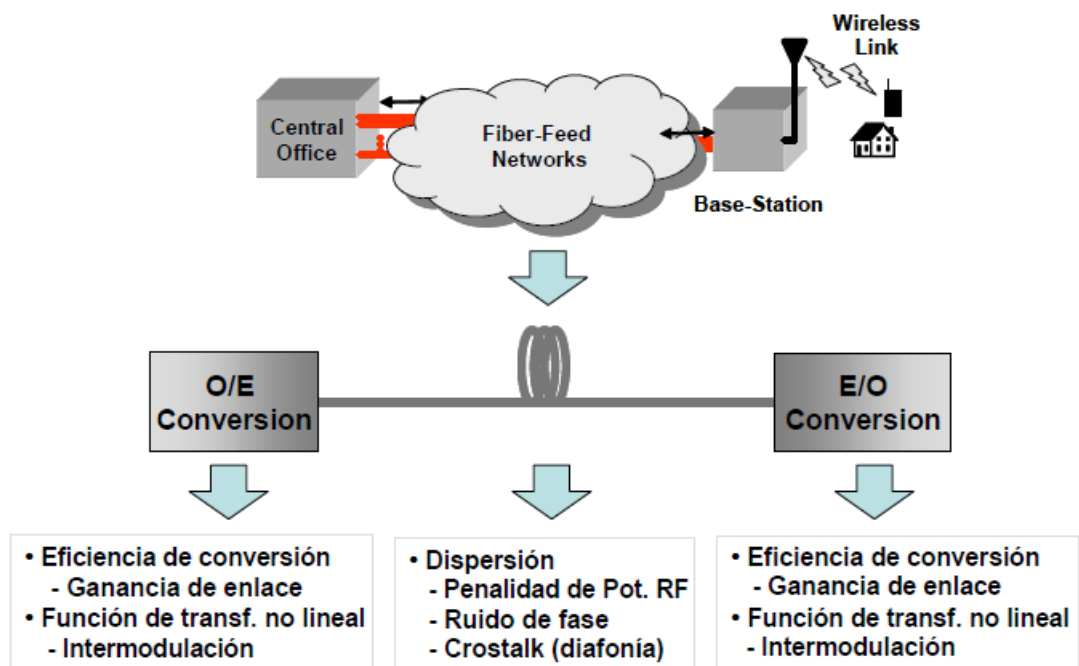 Wireless
Link
Central
Office
Fiber-Feed
Networks
Base-Station
O/E
Conversion
E/O
Conversion
• Eficiencia de conversión
- Ganancia de enlace
• Función de transf. no lineal
- Intermodulación
• Dispersión
- Penalidad de Pot. RF
- Ruido de fase
- Crostalk (diafonía)
• Eficiencia de conversión
- Ganancia de enlace
• Función de transf. no lineal
- Intermodulación